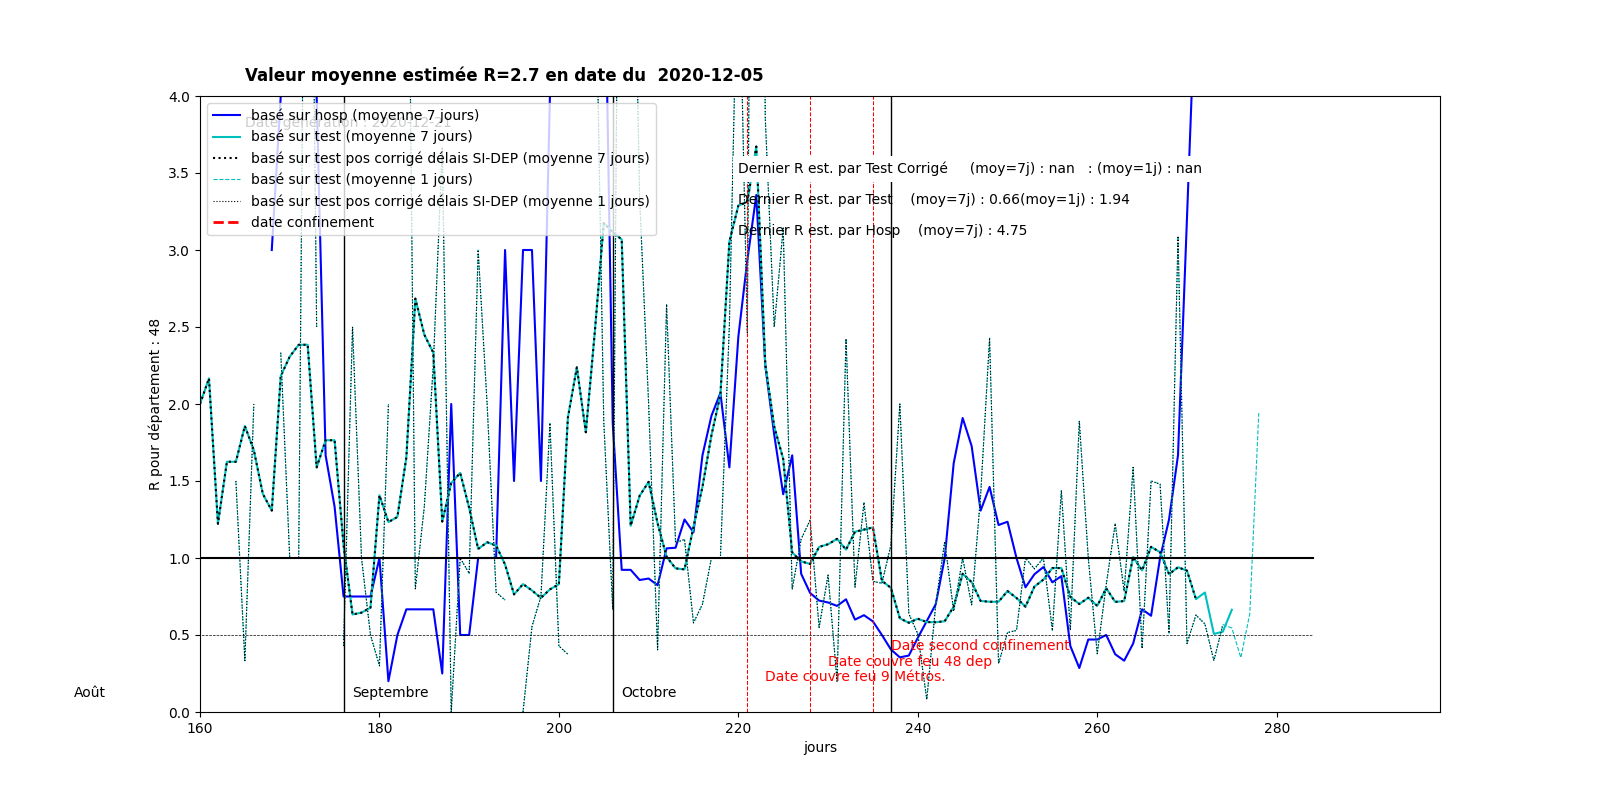 Valeur moyenne estimée R=2.7 en date du 2020-12-05
Date génération : 2020-12-21
basé sur hosp (moyenne 7 jours)
basé sur test (moyenne 7 jours)
basé sur test pos corrigé délais SI-DEP (moyenne 7 jours)
basé sur test (moyenne 1 jours)
basé sur test pos corrigé délais SI-DEP (moyenne 1 jours)
date confinement
Dernier R est. par Test Corrigé (moy=7j) : nan : (moy=1j) : nan
Dernier R est. par Test (moy=7j) : 0.66(moy=1j) : 1.94
Dernier R est. par Hosp (moy=7j) : 4.75
R pour département : 48
4.0
3.5
3.0
2.5
2.0
1.5
1.0
0.5
0.0
Date second confinement
Date couvre feu 48 dep
Date couvre feu 9 Métros.
Août
Septembre
Octobre
160 180 200 220 240 260 280
jours